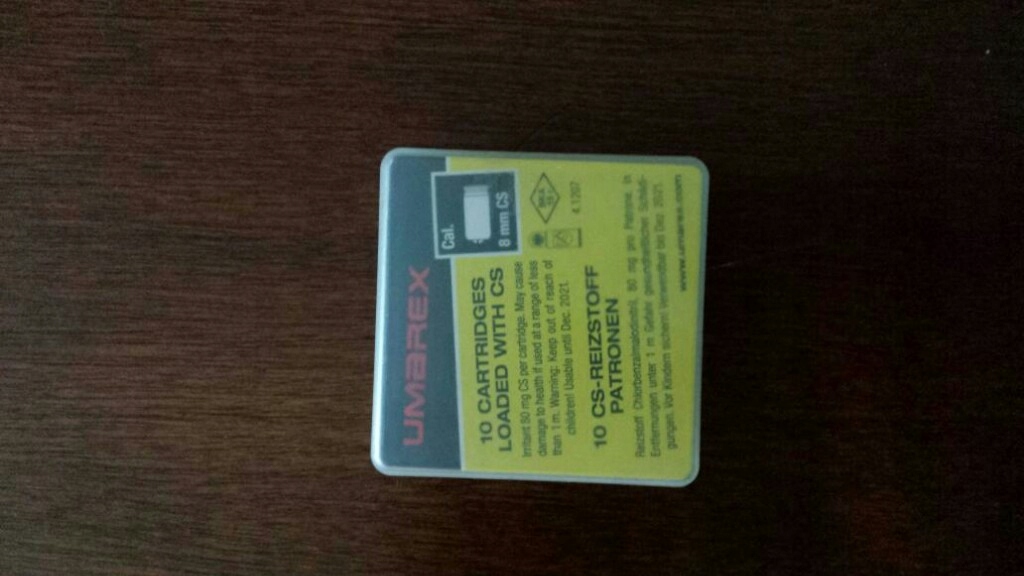 UMAREX
Cal.
8 mm CS
10 CARTRIDGES
LOADED WITH CS
Irritant 80 mg CS per cartridge. May cause
damage to health if used at a range of less
than 1 m. Warning: Keep out of reach of
children! Usable until Dec. 2021.
4.1202
10 CS-REIZSTOFF
PATRONEN
Reizstoff Chlorbenzalmalodinitril, 80 mg pro Patrone. In
Entfernungen unter 1 m Gefahr gesundheitlicher Schädi-
gungen. Vor Kindern sichern! Verwendbar bis Dez. 2021.
www.umarex.com